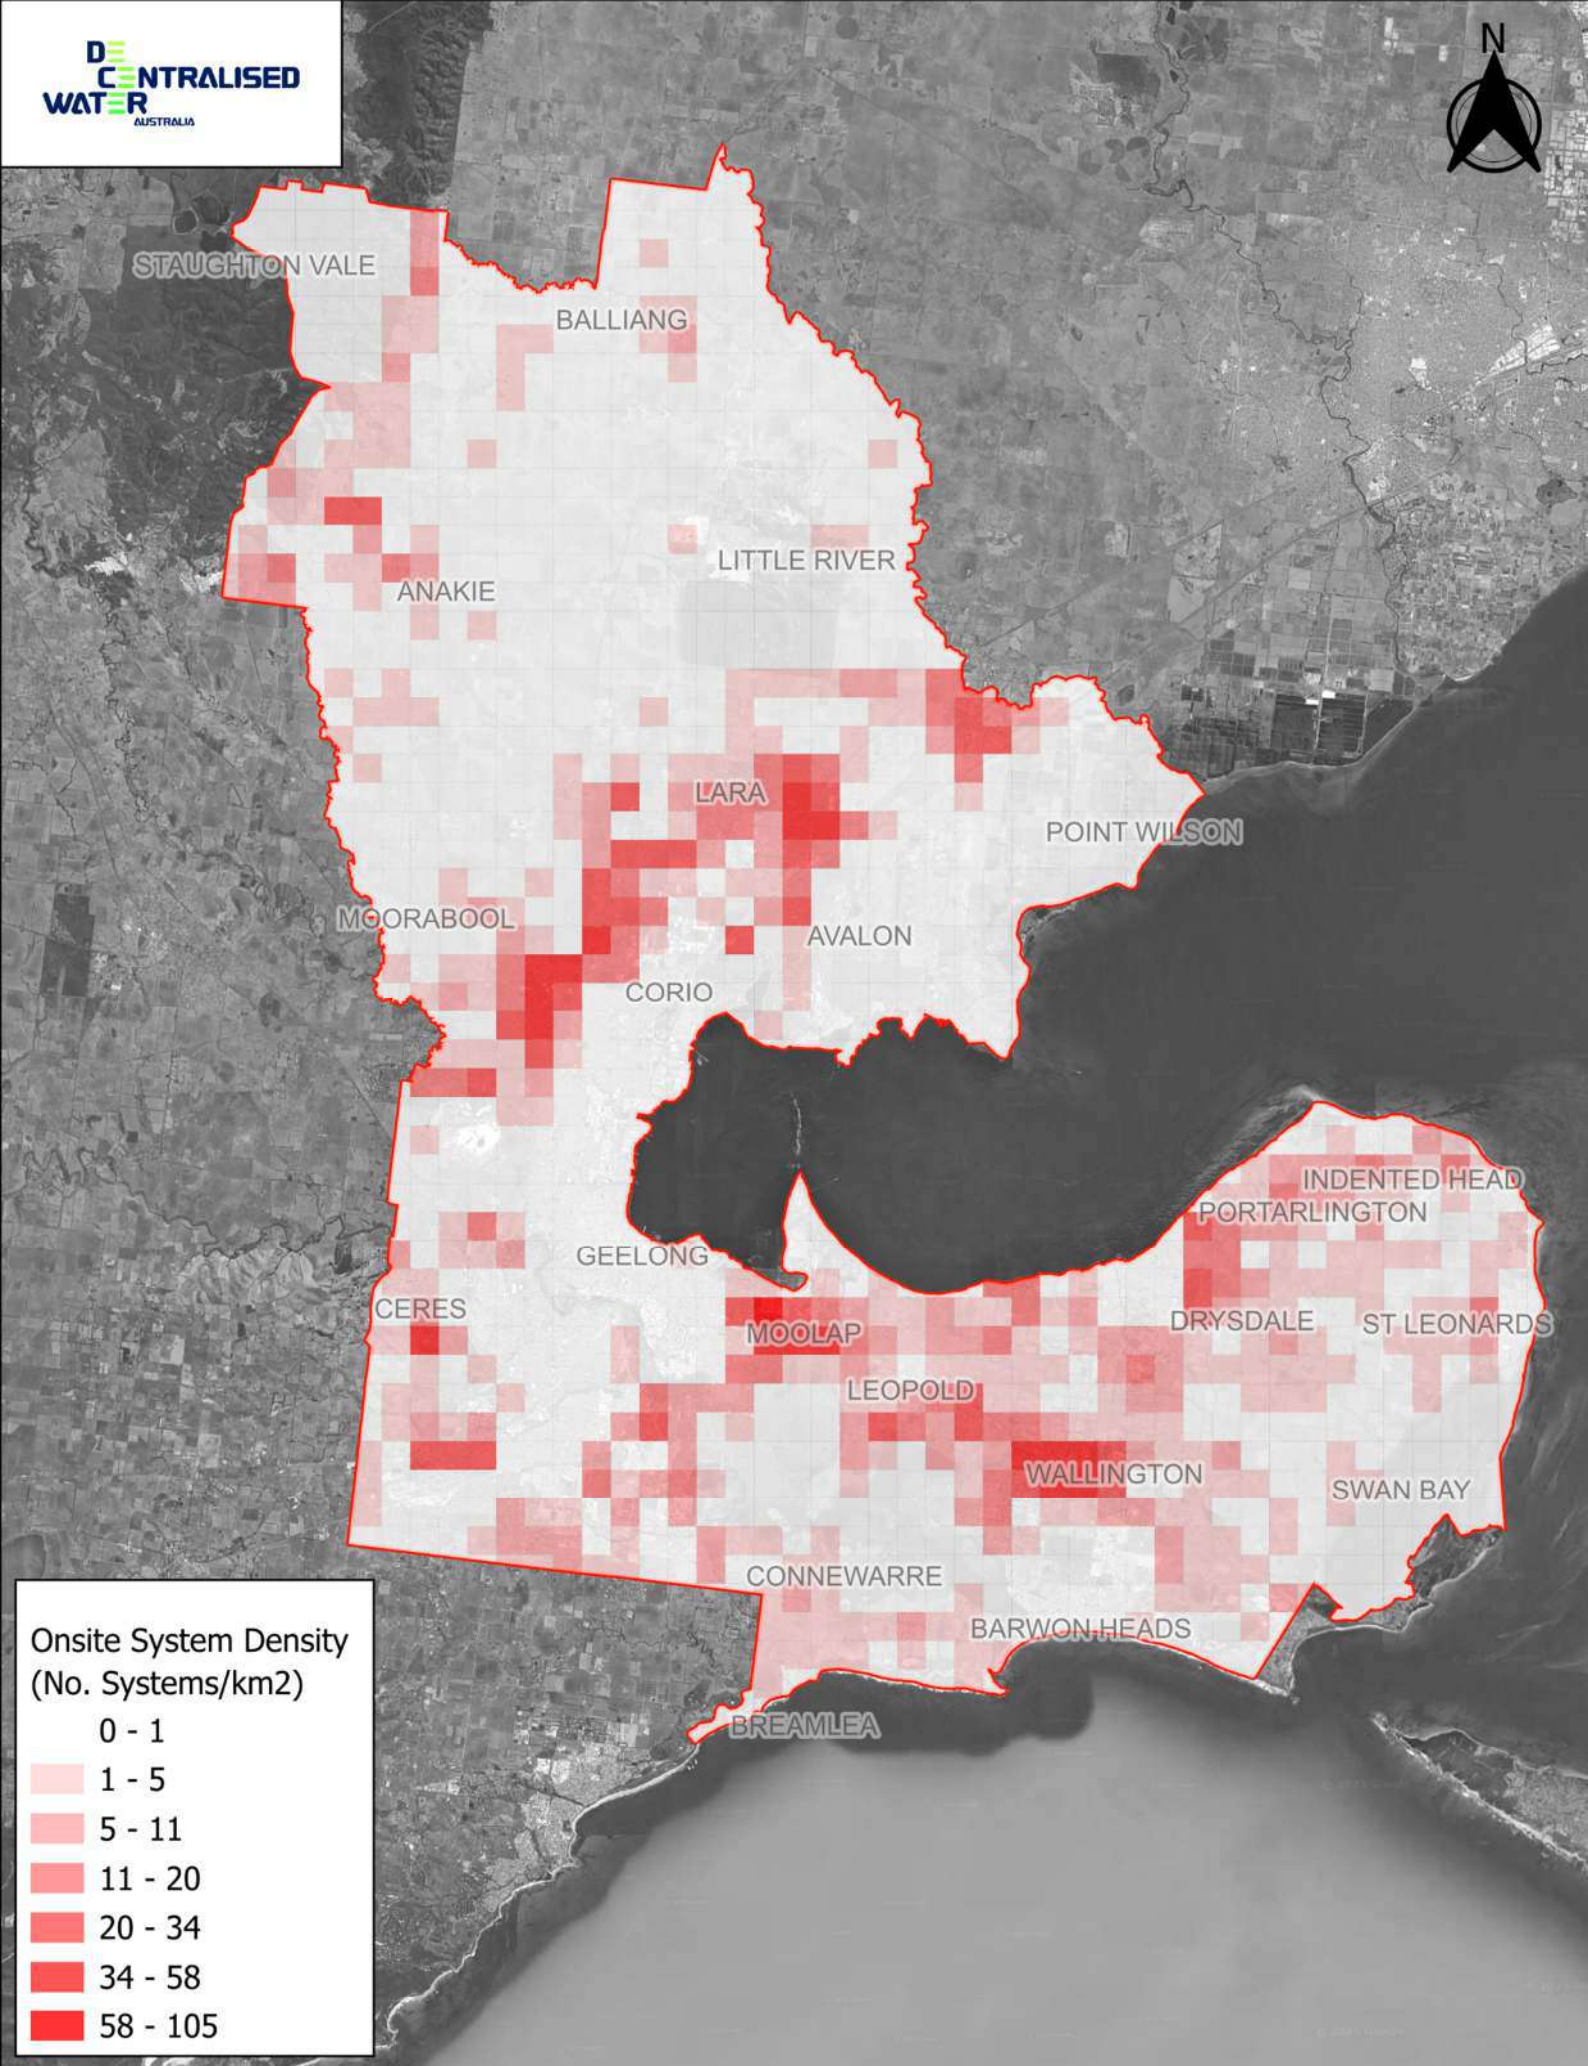 DE
CENTRALISED
WATER
AUSTRALIA
N
STAUGHTON VALE
BALLIANG
LITTLE RIVER
ANAKIE
LARA
POINT WILSON
MOORABOOL
AVALON
CORIO
INDENTED HEAD
PORTARLINGTON
GEELONG
CERES
MOOLAP
DRYSDALE
ST LEONARDS
LEOPOLD
WALLINGTON
SWAN BAY
CONNEWARRE
BARWON HEADS
BREAMLEA
Onsite System Density
(No. Systems/km2)
0 - 1
1 - 5
5 - 11
11 - 20
20 - 34
34 - 58
58 - 105